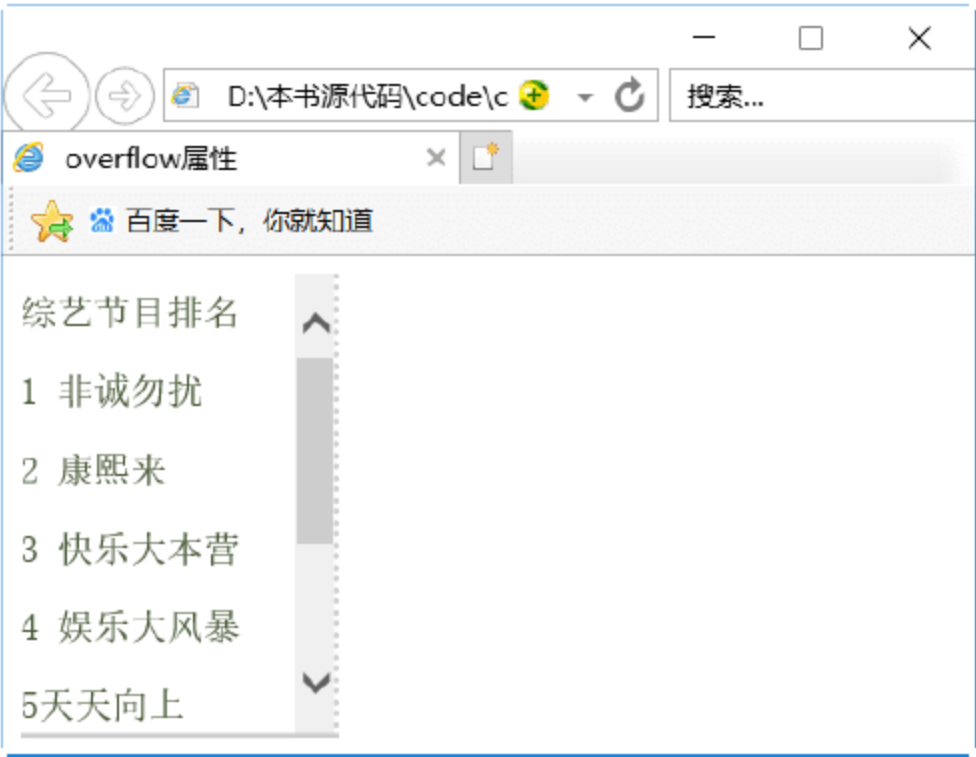 D:\本书源代码\code\c
搜索...
overflow属性
百度一下，你就知道
综艺节目排名
1 非诚勿扰
2 康熙来
3 快乐大本营
4 娱乐大风暴
5天天向上